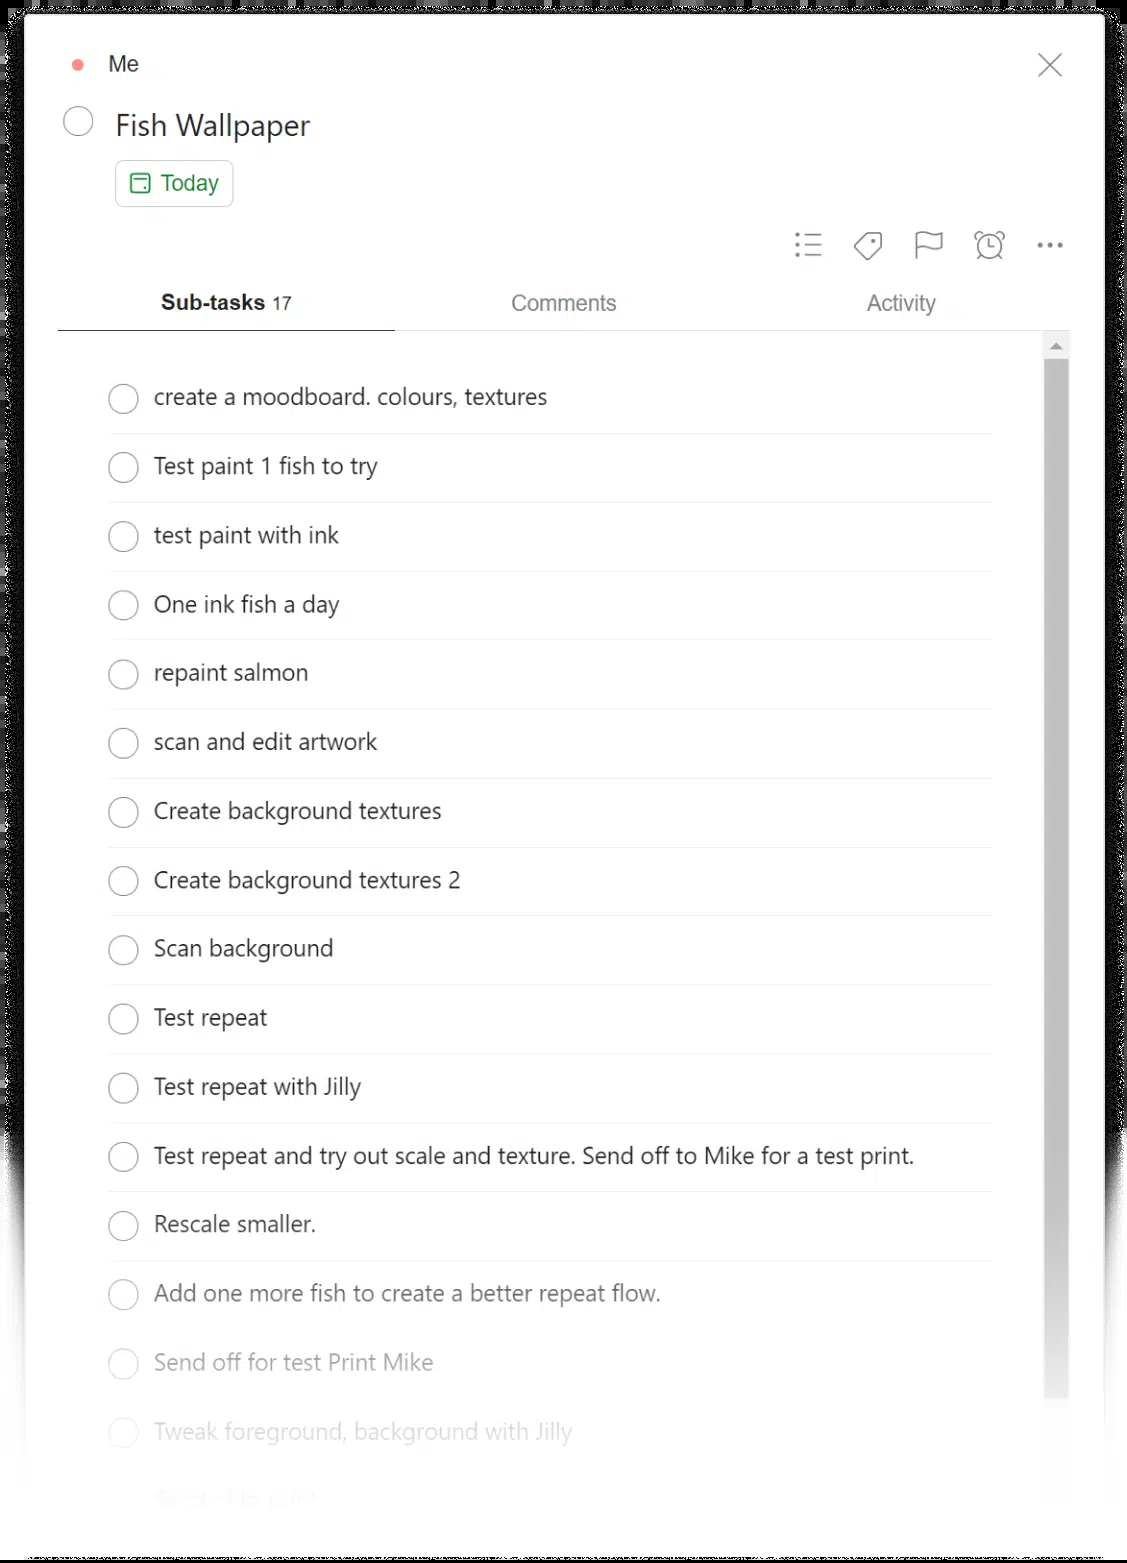 Me
Fish Wallpaper
Today
Sub-tasks 17
Comments
Activity
create a moodboard. colours, textures
Test paint 1 fish to try
test paint with ink
One ink fish a day
repaint salmon
scan and edit artwork
Create background textures
Create background textures 2
Scan background
Test repeat
Test repeat with Jilly
Test repeat and try out scale and texture. Send off to Mike for a test print.
Rescale smaller.
Add one more fish to create a better repeat flow.
Send off for test Print Mike
Tweak foreground, background with Jilly